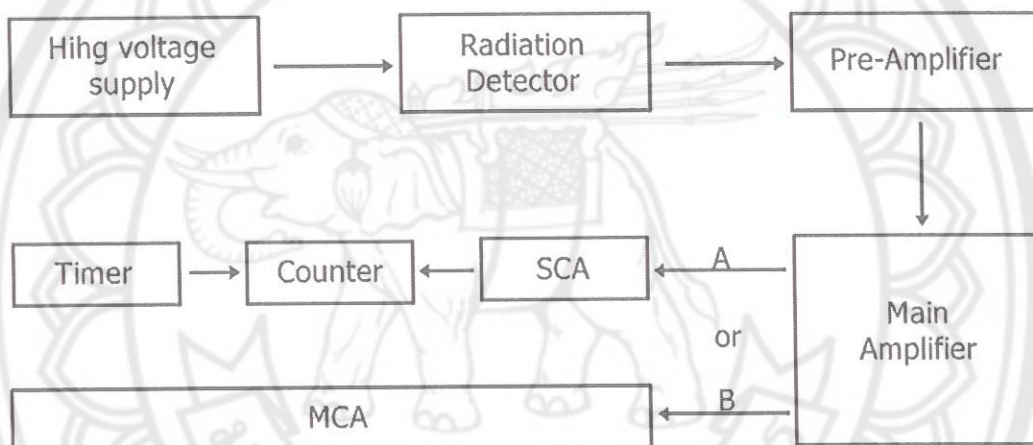 Hihg voltage
supply
Radiation
Detector
Pre-Amplifier
Timer
Counter
SCA
A
or
Main
Amplifier
MCA
B